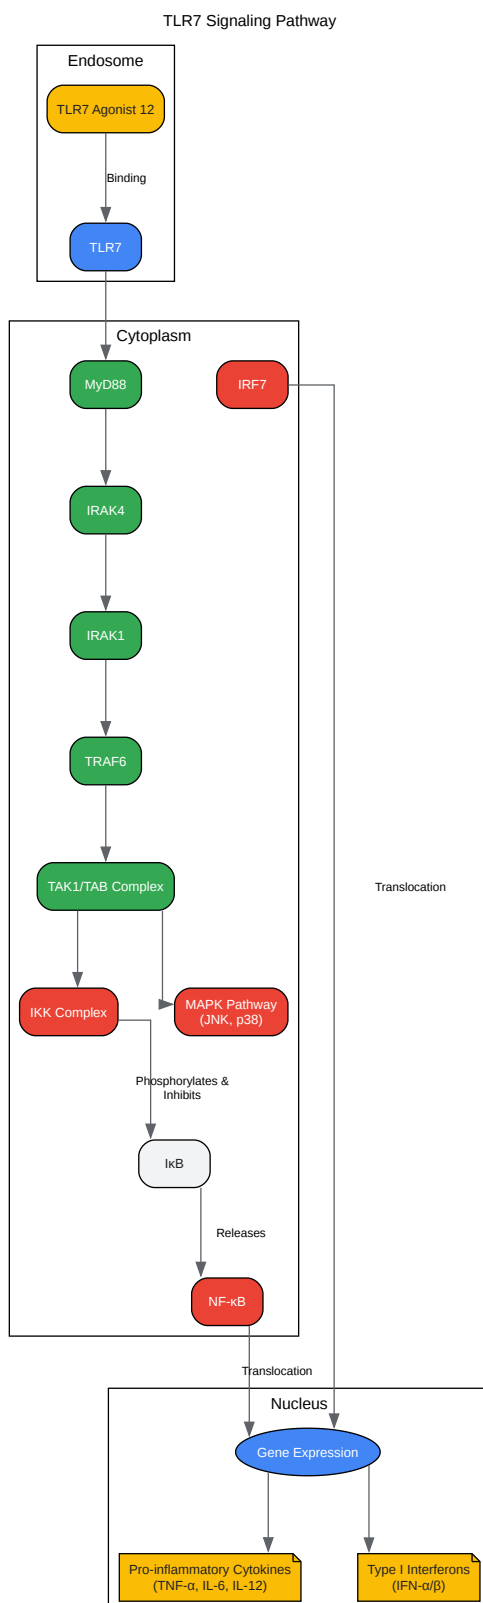 TLR7 Signaling Pathway
Endosome
TLR7 Agonist 12
Binding
TLR7
Cytoplasm
MyD88
IRF7
IRAK4
IRAK1
TRAF6
TAK1/TAB Complex
Translocation
IKK Complex
MAPK Pathway
(JNK, p38)
Phosphorylates &
Inhibits
IκB
Releases
NF-κB
Translocation
Nucleus
Gene Expression
Pro-inflammatory Cytokines
(TNF-α, IL-6, IL-12)
Type I Interferons
(IFN-α/β)